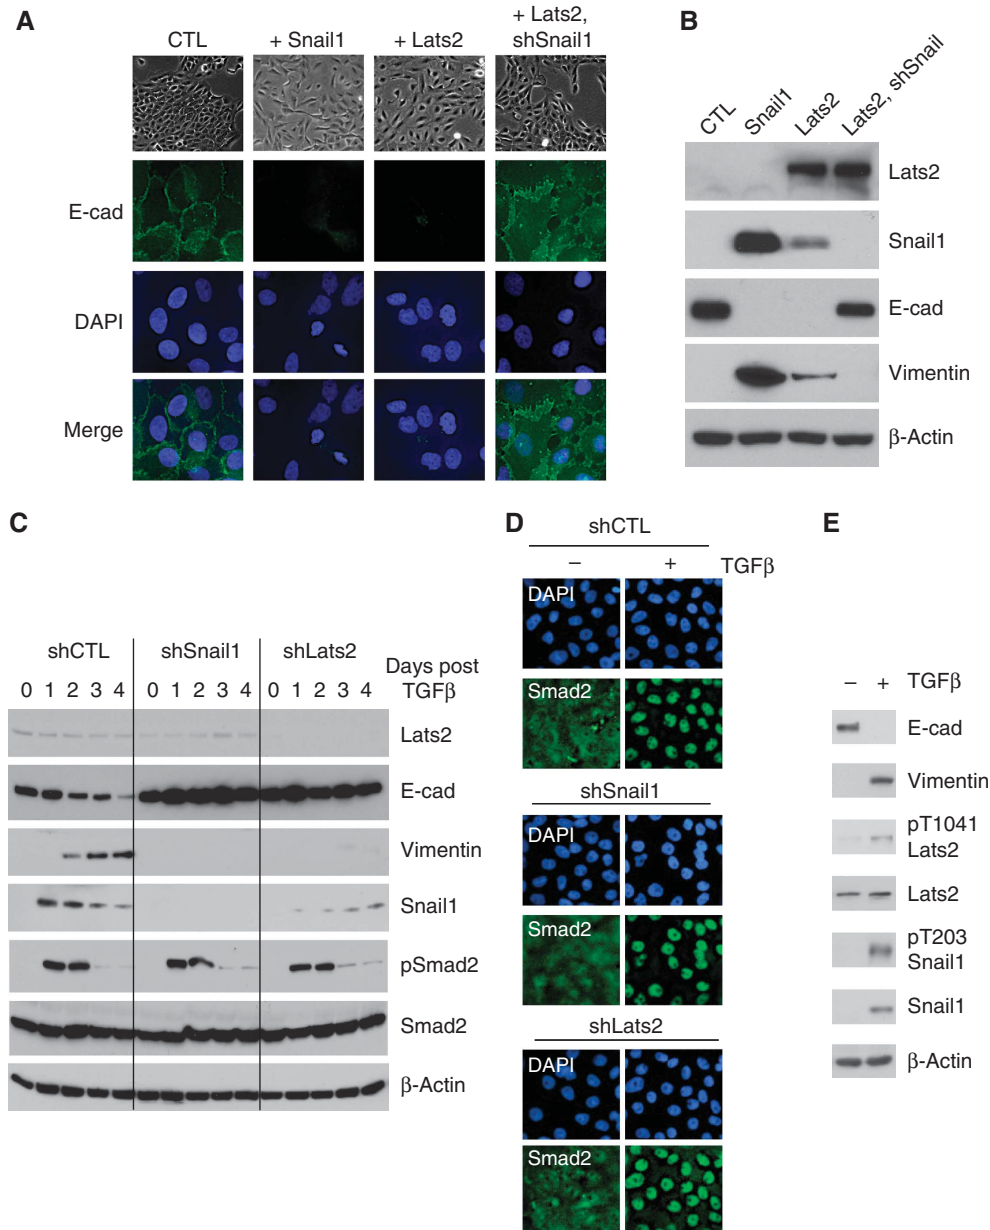 A
CTL
+ Snail1
+ Lats2
+ Lats2,
shSnail1
E-cad
DAPI
Merge
B
CTL
Snail1
Lats2
Lats2, shSnail
Lats2
Snail1
E-cad
Vimentin
β-Actin
C
shCTL shSnail1 shLats2
Days post
0 1 2 3 4 0 1 2 3 4 0 1 2 3 4 TGFβ
Lats2
E-cad
Vimentin
Snail1
pSmad2
Smad2
β-Actin
D
shCTL
– + TGFβ
DAPI
Smad2
shSnail1
DAPI
Smad2
shLats2
DAPI
Smad2
E
– + TGFβ
E-cad
Vimentin
pT1041
Lats2
Lats2
pT203
Snail1
Snail1
β-Actin